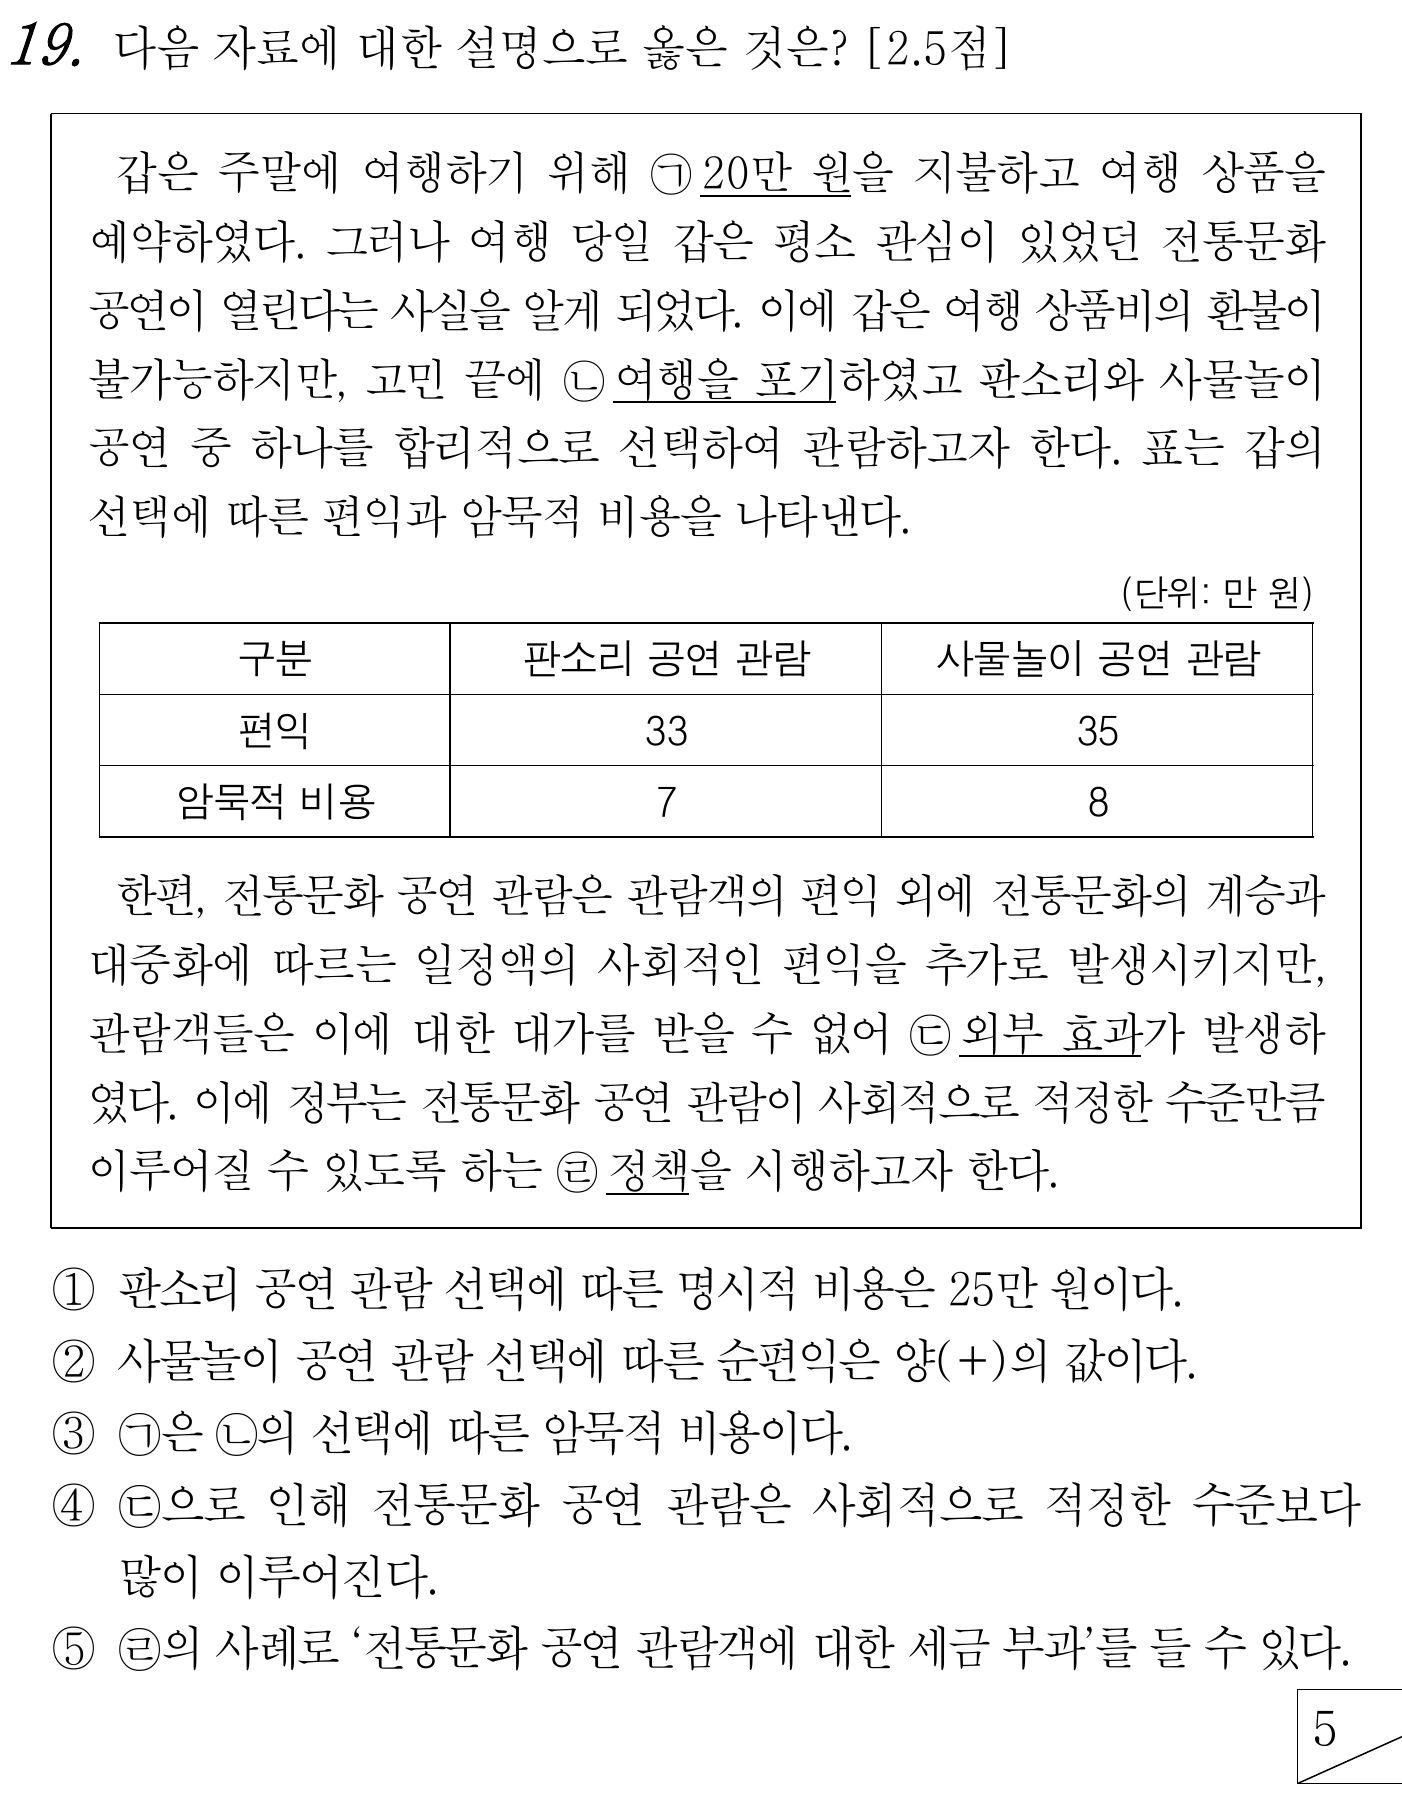 19. 다음 자료에 대한 설명으로 옳은 것은? [2.5점]
갑은 주말에 여행하기 위해 ㉠20만 원을 지불하고 여행 상품을
예약하였다. 그러나 여행 당일 갑은 평소 관심이 있었던 전통문화
공연이 열린다는 사실을 알게 되었다. 이에 갑은 여행 상품비의 환불이
불가능하지만, 고민 끝에 ㉡여행을 포기하였고 판소리와 사물놀이
공연 중 하나를 합리적으로 선택하여 관람하고자 한다. 표는 갑의
선택에 따른 편익과 암묵적 비용을 나타낸다.
(단위: 만 원)
구분 판소리 공연 관람 사물놀이 공연 관람
편익 33 35
암묵적 비용 7 8
한편, 전통문화 공연 관람은 관람객의 편익 외에 전통문화의 계승과
대중화에 따르는 일정액의 사회적인 편익을 추가로 발생시키지만,
관람객들은 이에 대한 대가를 받을 수 없어 ㉢외부 효과가 발생하
였다. 이에 정부는 전통문화 공연 관람이 사회적으로 적정한 수준만큼
이루어질 수 있도록 하는 ㉣정책을 시행하고자 한다.
① 판소리 공연 관람 선택에 따른 명시적 비용은 25만 원이다.
② 사물놀이 공연 관람 선택에 따른 순편익은 양(+)의 값이다.
③ ㉠은 ㉡의 선택에 따른 암묵적 비용이다.
④ ㉢으로 인해 전통문화 공연 관람은 사회적으로 적정한 수준보다
많이 이루어진다.
⑤ ㉣의 사례로 ‘전통문화 공연 관람객에 대한 세금 부과’를 들 수 있다.
5